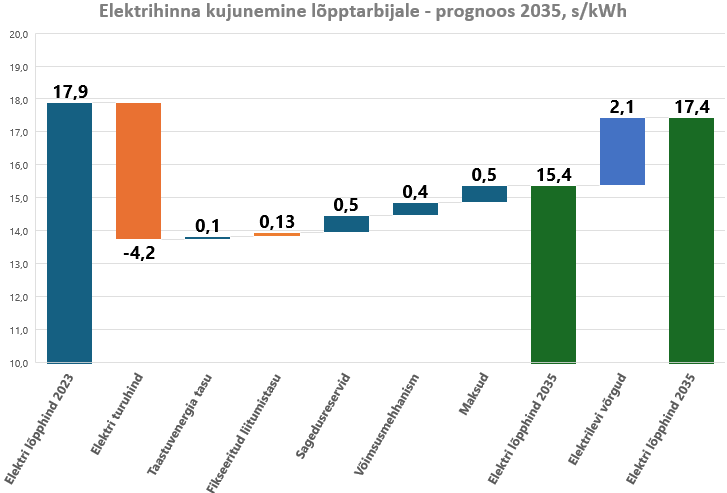 Elektrihinna kujunemine lõpptarbijale - prognoos 2035, s/kWh
20,0
19,0
18,0
17,0
16,0
15,0
14,0
13,0
12,0
11,0
10,0
17,9
-4,2
0,1
0,13
0,5
0,4
0,5
15,4
2,1
17,4
Elektri lõpphind 2023
Elektri turuhind
Taastuvenergia tasu
Fikseeritud liitumistasu
Sagedusreservid
Võimsusmehhanism
Maksud
Elektri lõpphind 2035
Elektrilevi võrgud
Elektri lõpphind 2035